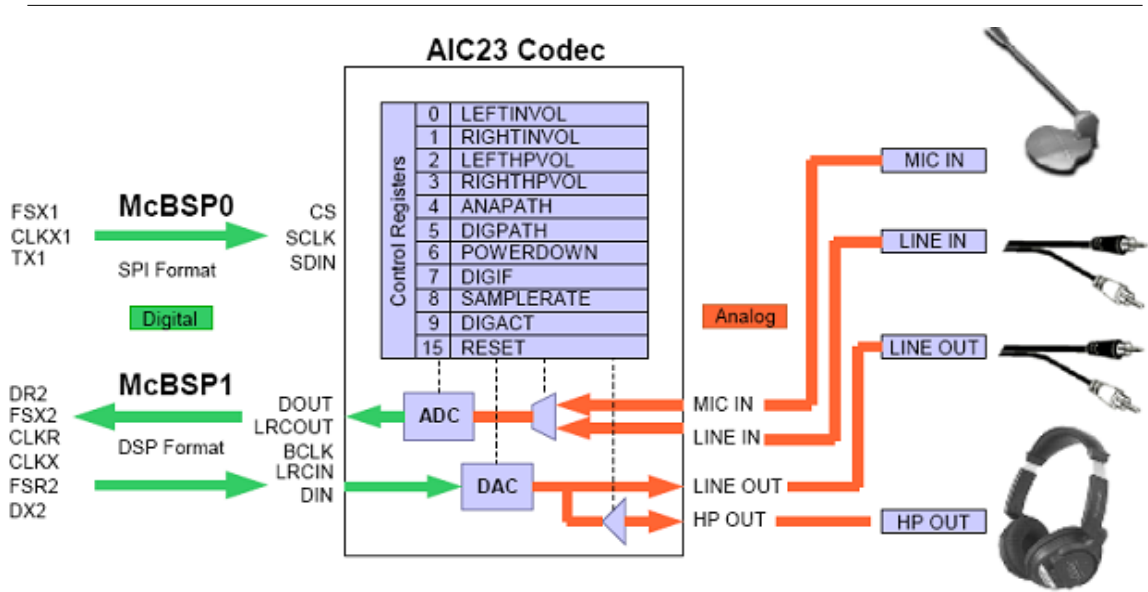 AIC23 Codec
Control Registers
0 LEFTINVOL
1 RIGHTINVOL
2 LEFTHPVOL
3 RIGHTHPVOL
4 ANAPATH
5 DIGPATH
6 POWERDOWN
7 DIGIF
8 SAMPLERATE
9 DIGACT
15 RESET
McBSP0
FSX1
CLKX1
TX1
SPI Format
CS
SCLK
SDIN
Digital
Analog
McBSP1
DR2
FSX2
CLKR
CLKX
FSR2
DX2
DSP Format
DOUT
LRCOUT
BCLK
LRCIN
DIN
ADC
DAC
MIC IN
LINE IN
LINE OUT
HP OUT
MIC IN
LINE IN
LINE OUT
HP OUT